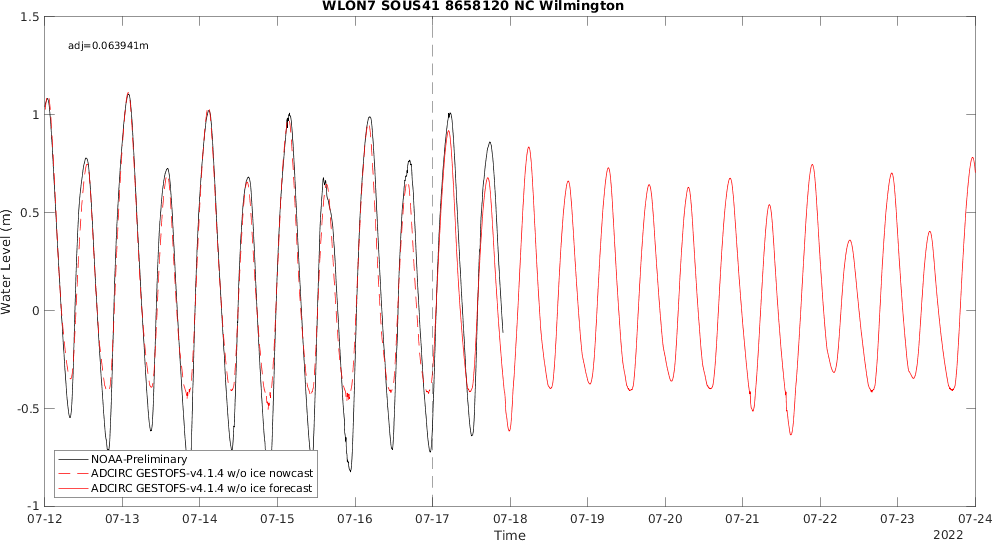 WLON7 SOUS41 8658120 NC Wilmington
adj=0.063941m
1.5
1
0.5
0
-0.5
-1
Water Level (m)
NOAA-Preliminary
ADCIRC GESTOFS-v4.1.4 w/o ice nowcast
ADCIRC GESTOFS-v4.1.4 w/o ice forecast
07-12 07-13 07-14 07-15 07-16 07-17 07-18 07-19 07-20 07-21 07-22 07-23 07-24
Time
2022